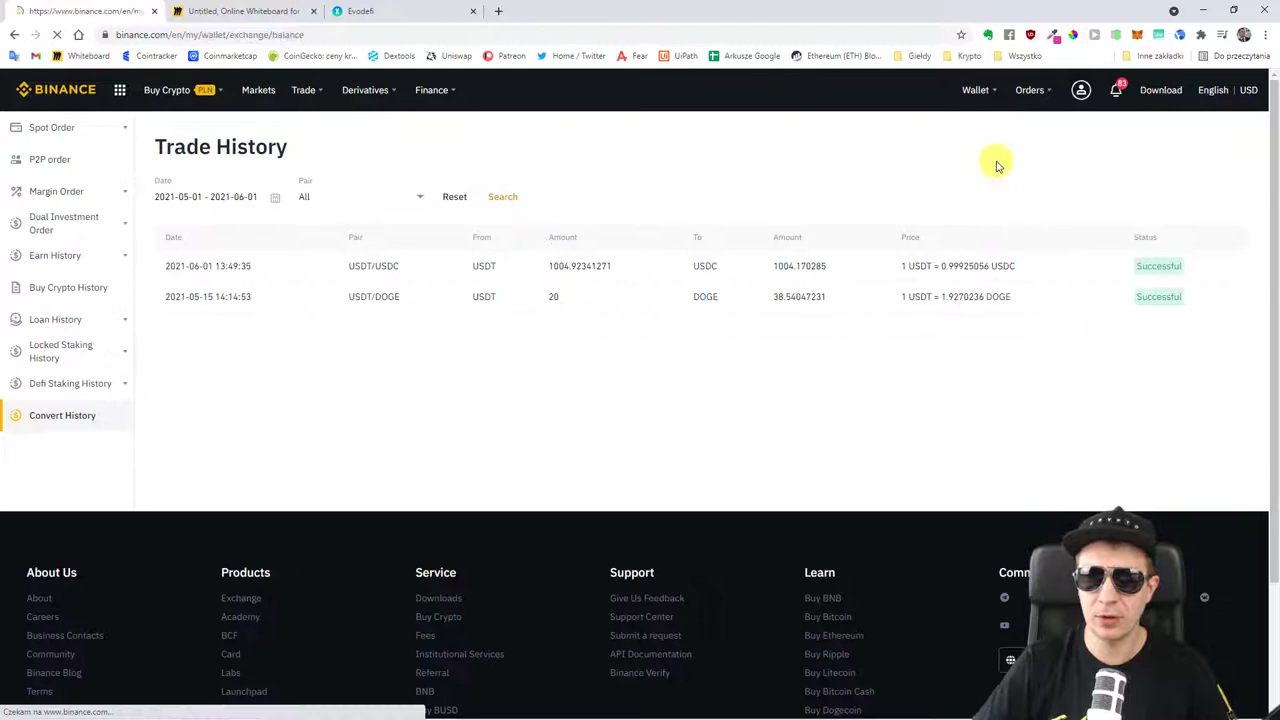 https://www.binance.com/en/m
Untitled, Online Whiteboard for
Evodefi
binance.com/en/my/wallet/exchange/balance
Whiteboard
Cointracker
Coinmarketcap
CoinGecko: ceny kr...
Dextools
Uniswap
Patreon
Home / Twitter
Fear
UiPath
Arkusze Google
Ethereum (ETH) Blo...
Giełdy
Krypto
Wszystko
Inne zakładki
Do przeczytania
BINANCE
Buy Crypto PLN
Markets
Trade
Derivatives
Finance
Wallet
Orders
83
Download
English | USD
Spot Order
P2P order
Margin Order
Dual Investment
Order
Earn History
Buy Crypto History
Loan History
Locked Staking
History
Defi Staking History
Convert History
Trade History
Date
Pair
2021-05-01 - 2021-06-01
All
Reset
Search
Date Pair From Amount To Amount Price Status
2021-06-01 13:49:35 USDT/USDC USDT 1004.92341271 USDC 1004.170285 1 USDT = 0.99925056 USDC Successful
2021-05-15 14:14:53 USDT/DOGE USDT 20 DOGE 38.54047231 1 USDT = 1.9270236 DOGE Successful
About Us
About
Careers
Business Contacts
Community
Binance Blog
Terms
Products
Exchange
Academy
BCF
Card
Labs
Launchpad
Service
Downloads
Buy Crypto
Fees
Institutional Services
Referral
BNB
BUSD
Support
Give Us Feedback
Support Center
Submit a request
API Documentation
Binance Verify
Learn
Buy BNB
Buy Bitcoin
Buy Ethereum
Buy Ripple
Buy Litecoin
Buy Bitcoin Cash
Buy Dogecoin
Comm
CRYPTO
Czekam na www.binance.com...